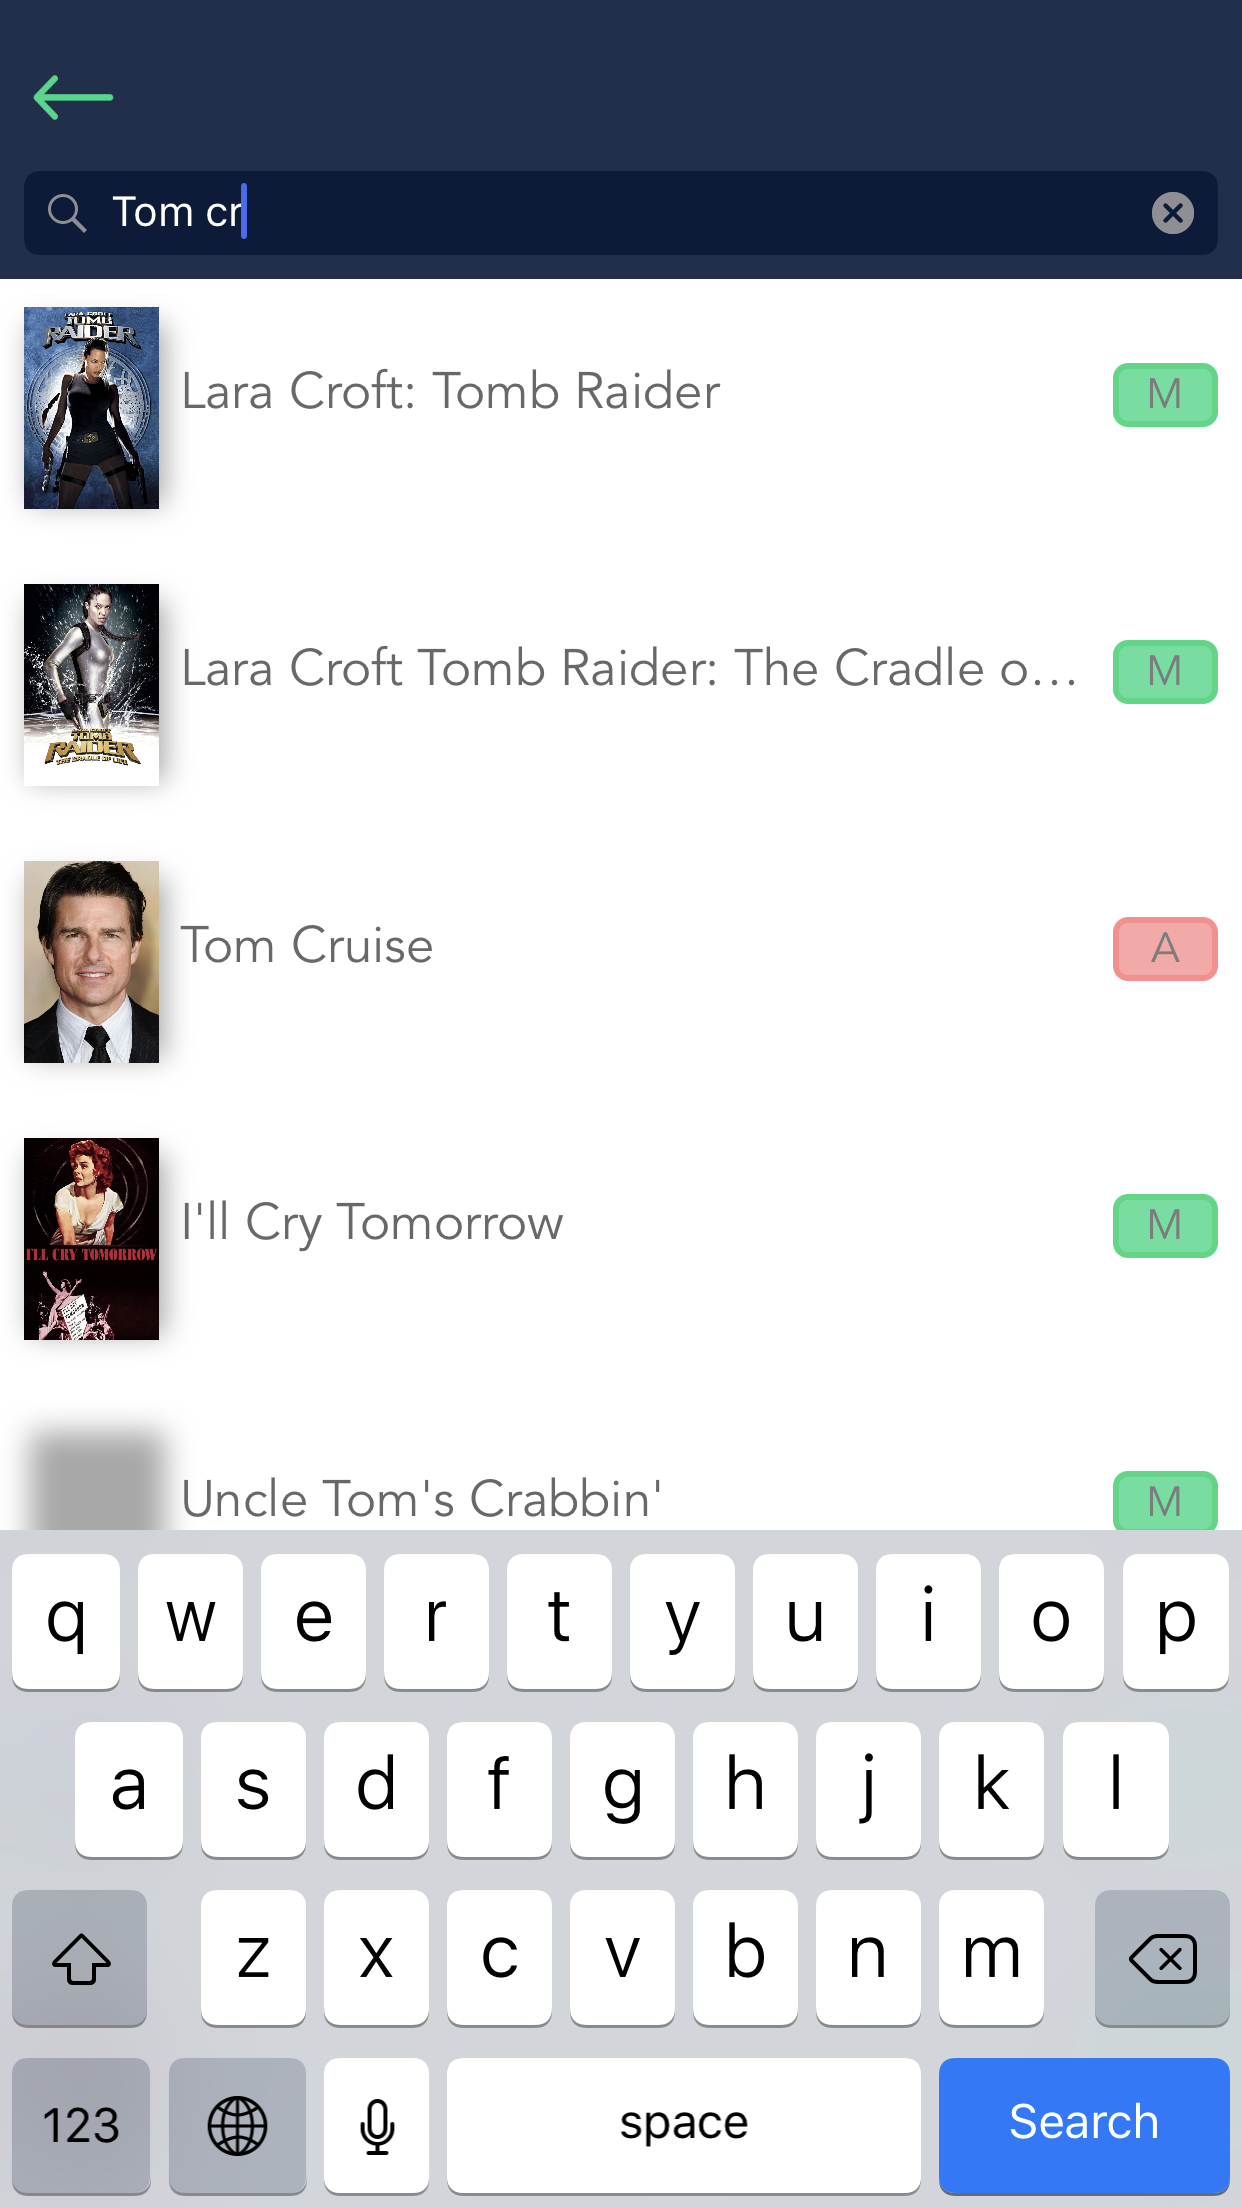 Tom cr
LARA CROFT
TOMB
RAIDER
Lara Croft: Tomb Raider
M
Lara Croft Tomb Raider: The Cradle o...
M
TOMB
RAIDER
THE CRADLE OF LIFE
Tom Cruise
A
I'll Cry Tomorrow
M
I'LL CRY TOMORROW
Uncle Tom's Crabbin'
M
q w e r t y u i o p
a s d f g h j k l
z x c v b n m
123 space Search